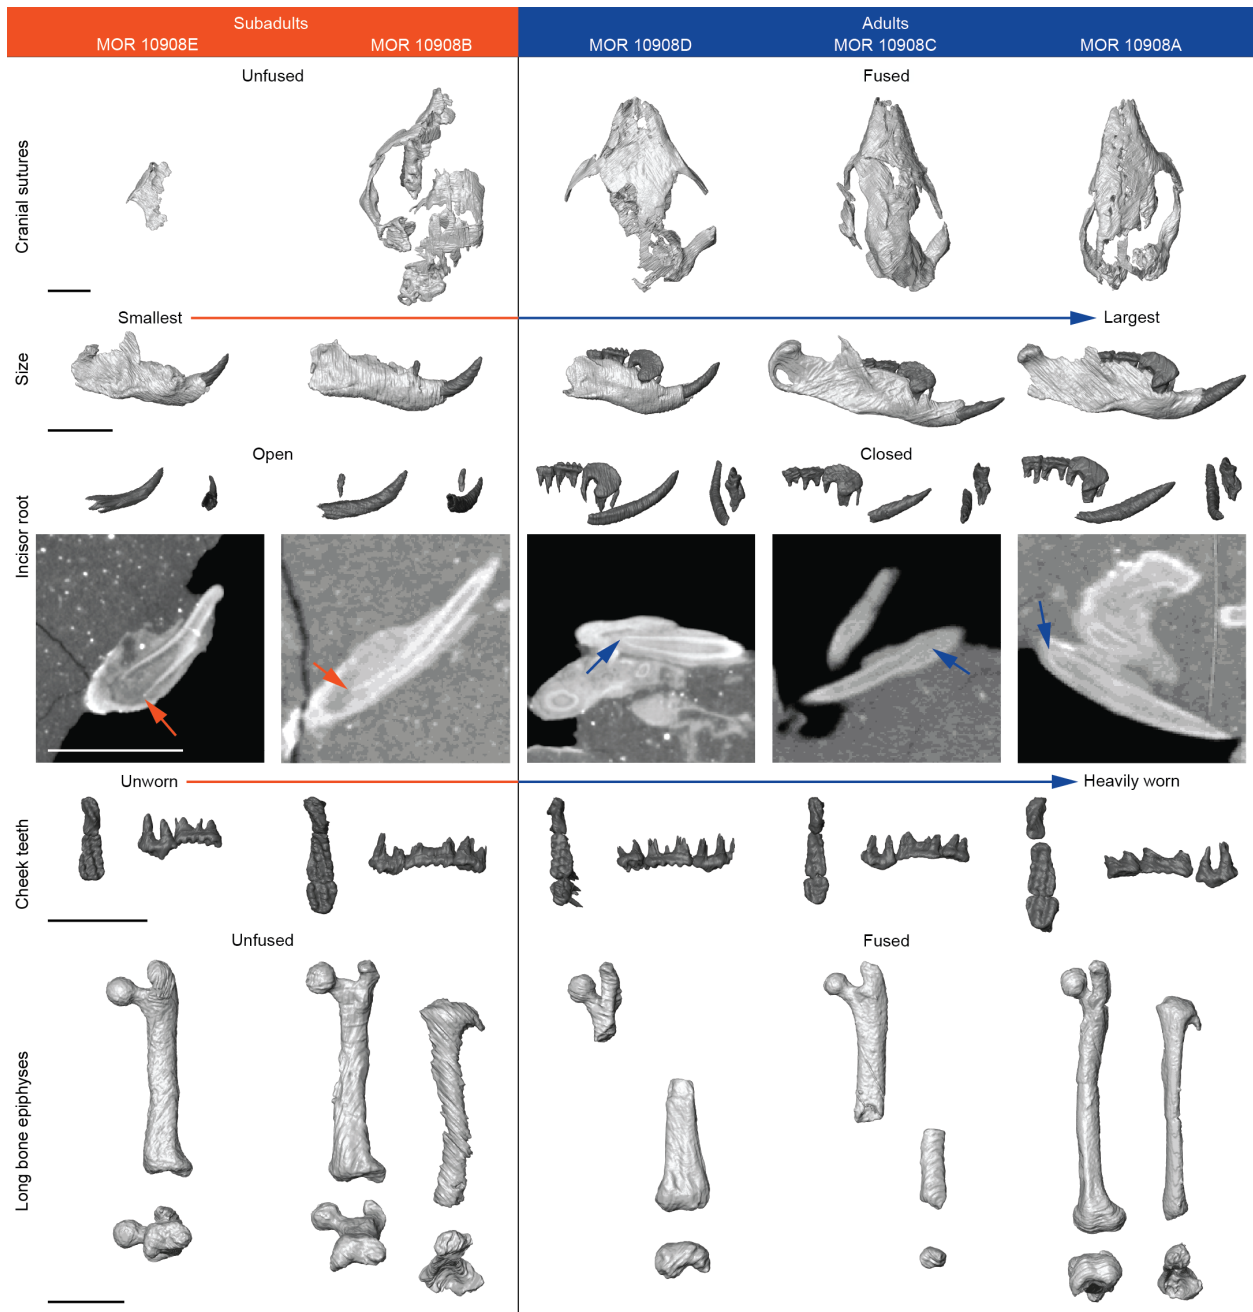 Subadults
Adults
MOR 10908E
MOR 10908B
MOR 10908D
MOR 10908C
MOR 10908A
Unfused
Fused
Cranial sutures
Smallest
Largest
Size
Open
Closed
Incisor root
Unworn
Heavily worn
Cheek teeth
Unfused
Fused
Long bone epiphyses